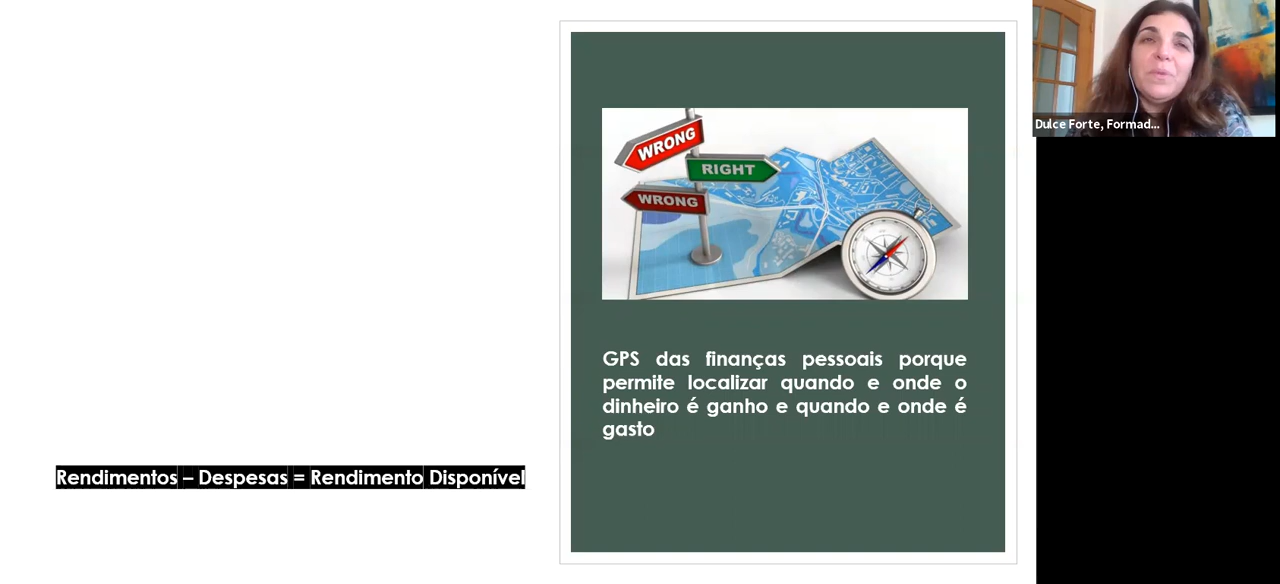 Rendimentos – Despesas = Rendimento Disponível
WRONG
RIGHT
WRONG
GPS das finanças pessoais porque
permite localizar quando e onde o
dinheiro é ganho e quando e onde é
gasto
Dulce Forte, Formad...